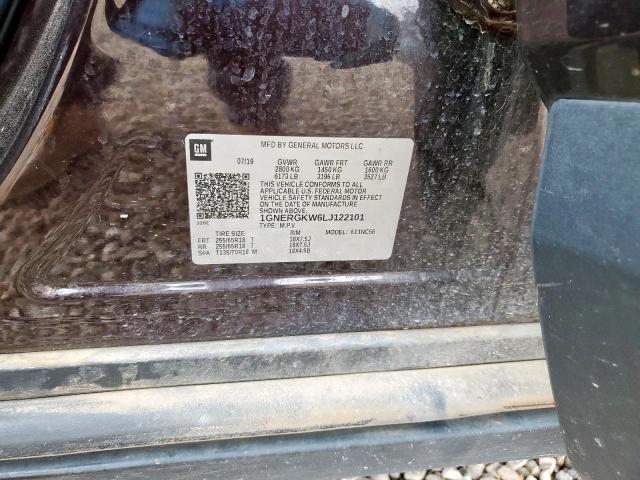 GM
MFD BY GENERAL MOTORS LLC
07/19 GVWR GAWR FRT GAWR RR
2800 KG 1450 KG 1600 KG
6173 LB 3196 LB 3527 LB
THIS VEHICLE CONFORMS TO ALL APPLICABLE
U.S. FEDERAL MOTOR
VEHICLE SAFETY STANDARDS IN EFFECT
ON THE DATE OF MANUFACTURE
SHOWN ABOVE.
1GNERGKW6LJ122101
TYPE: M.P.V. MODEL: 611NC56
TIRE SIZE RIM
FRT 255/65R18 T 18X7.5J
RR 255/65R18 T 18X7.5J
SPA T135/70R18 M 18X4.5B